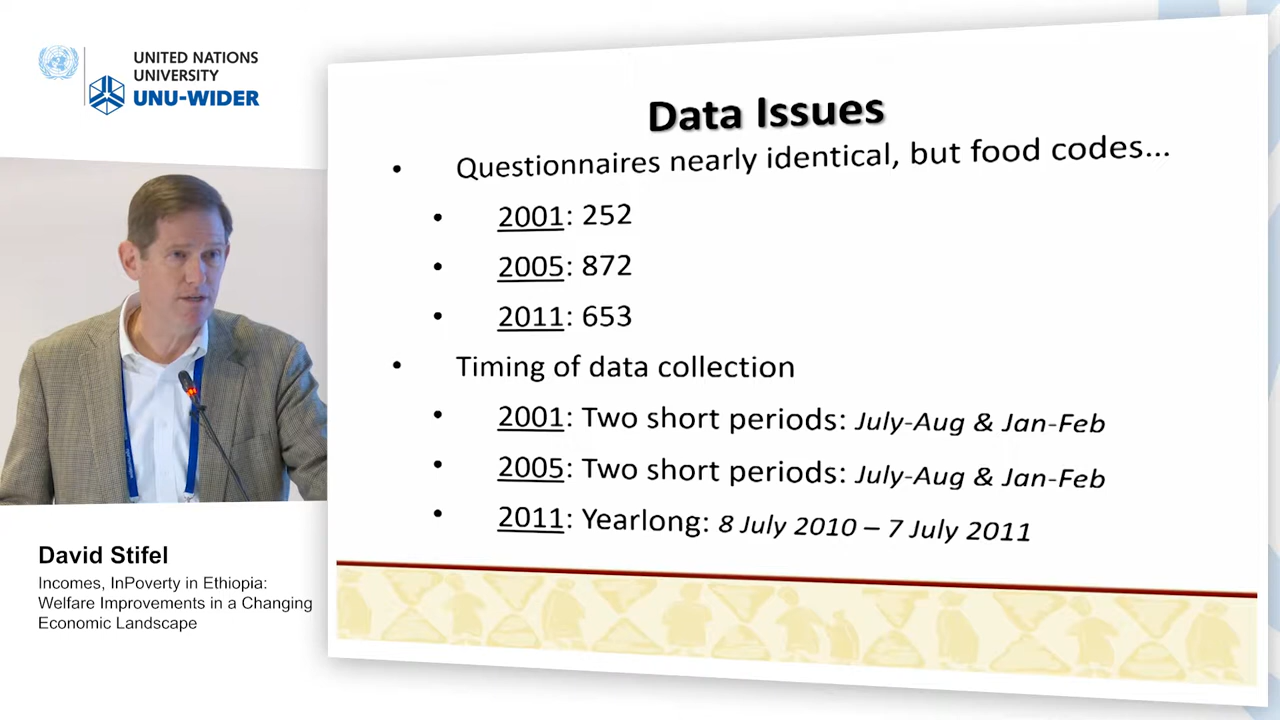 UNITED NATIONS
UNIVERSITY
UNU-WIDER
Data Issues
• Questionnaires nearly identical, but food codes...
• 2001: 252
• 2005: 872
• 2011: 653
• Timing of data collection
• 2001: Two short periods: July-Aug & Jan-Feb
• 2005: Two short periods: July-Aug & Jan-Feb
• 2011: Yearlong: 8 July 2010 – 7 July 2011
David Stifel
Incomes, InPoverty in Ethiopia:
Welfare Improvements in a Changing
Economic Landscape